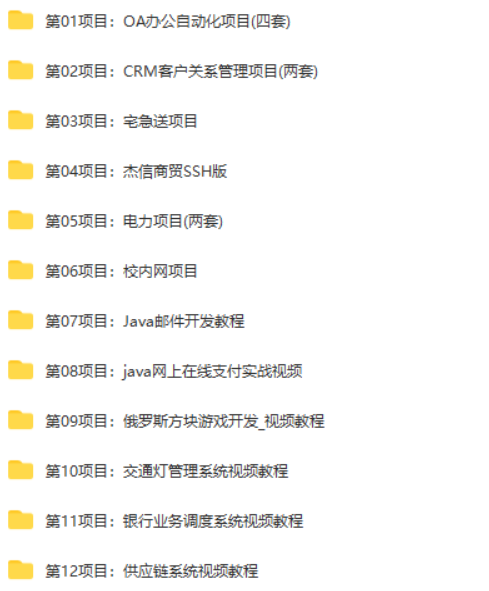 第01项目：OA办公自动化项目(四套)
第02项目：CRM客户关系管理项目(两套)
第03项目：宅急送项目
第04项目：杰信商贸SSH版
第05项目：电力项目(两套)
第06项目：校内网项目
第07项目：Java邮件开发教程
第08项目：java网上在线支付实战视频
第09项目：俄罗斯方块游戏开发_视频教程
第10项目：交通灯管理系统视频教程
第11项目：银行业务调度系统视频教程
第12项目：供应链系统视频教程